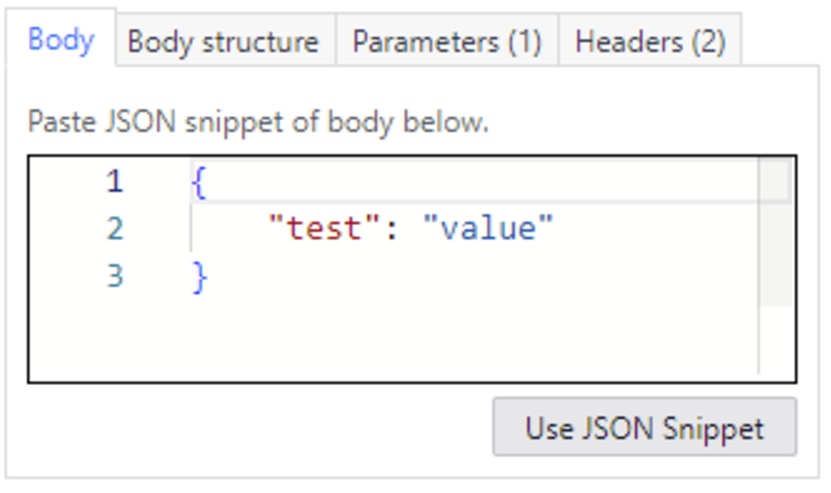 Body Body structure Parameters (1) Headers (2)
Paste JSON snippet of body below.
1 {
2     "test": "value"
3 }
Use JSON Snippet